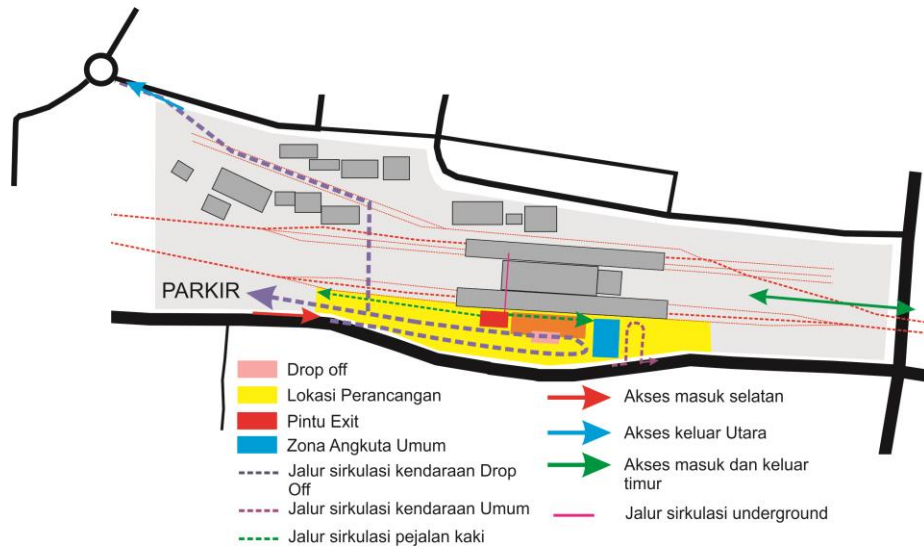 PARKIR
Drop off
Lokasi Perancangan
Pintu Exit
Zona Angkuta Umum
Jalur sirkulasi kendaraan Drop
Off
Jalur sirkulasi kendaraan Umum
Jalur sirkulasi pejalan kaki
Akses masuk selatan
Akses keluar Utara
Akses masuk dan keluar
timur
Jalur sirkulasi underground